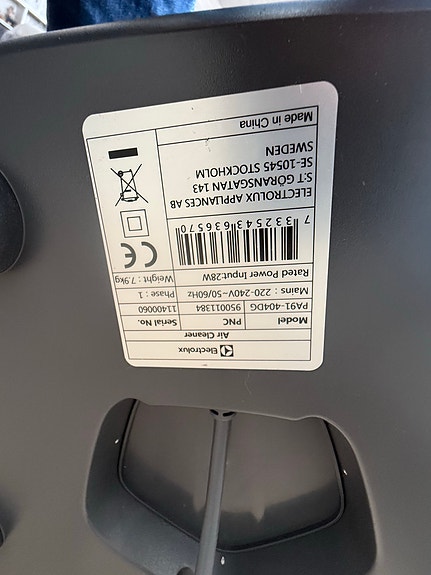 Electrolux
Air Cleaner
Model PNC Serial No.
PA91-404DG 950011384 11400060
Mains : 220-240V~50/60Hz Phase : 1
Rated Power Input:28W Weight : 7.9kg
7 332543 636570
ELECTROLUX APPLIANCES AB
S:T GÖRANSGATAN 143
SE-10545 STOCKHOLM
SWEDEN
CE
Made in China